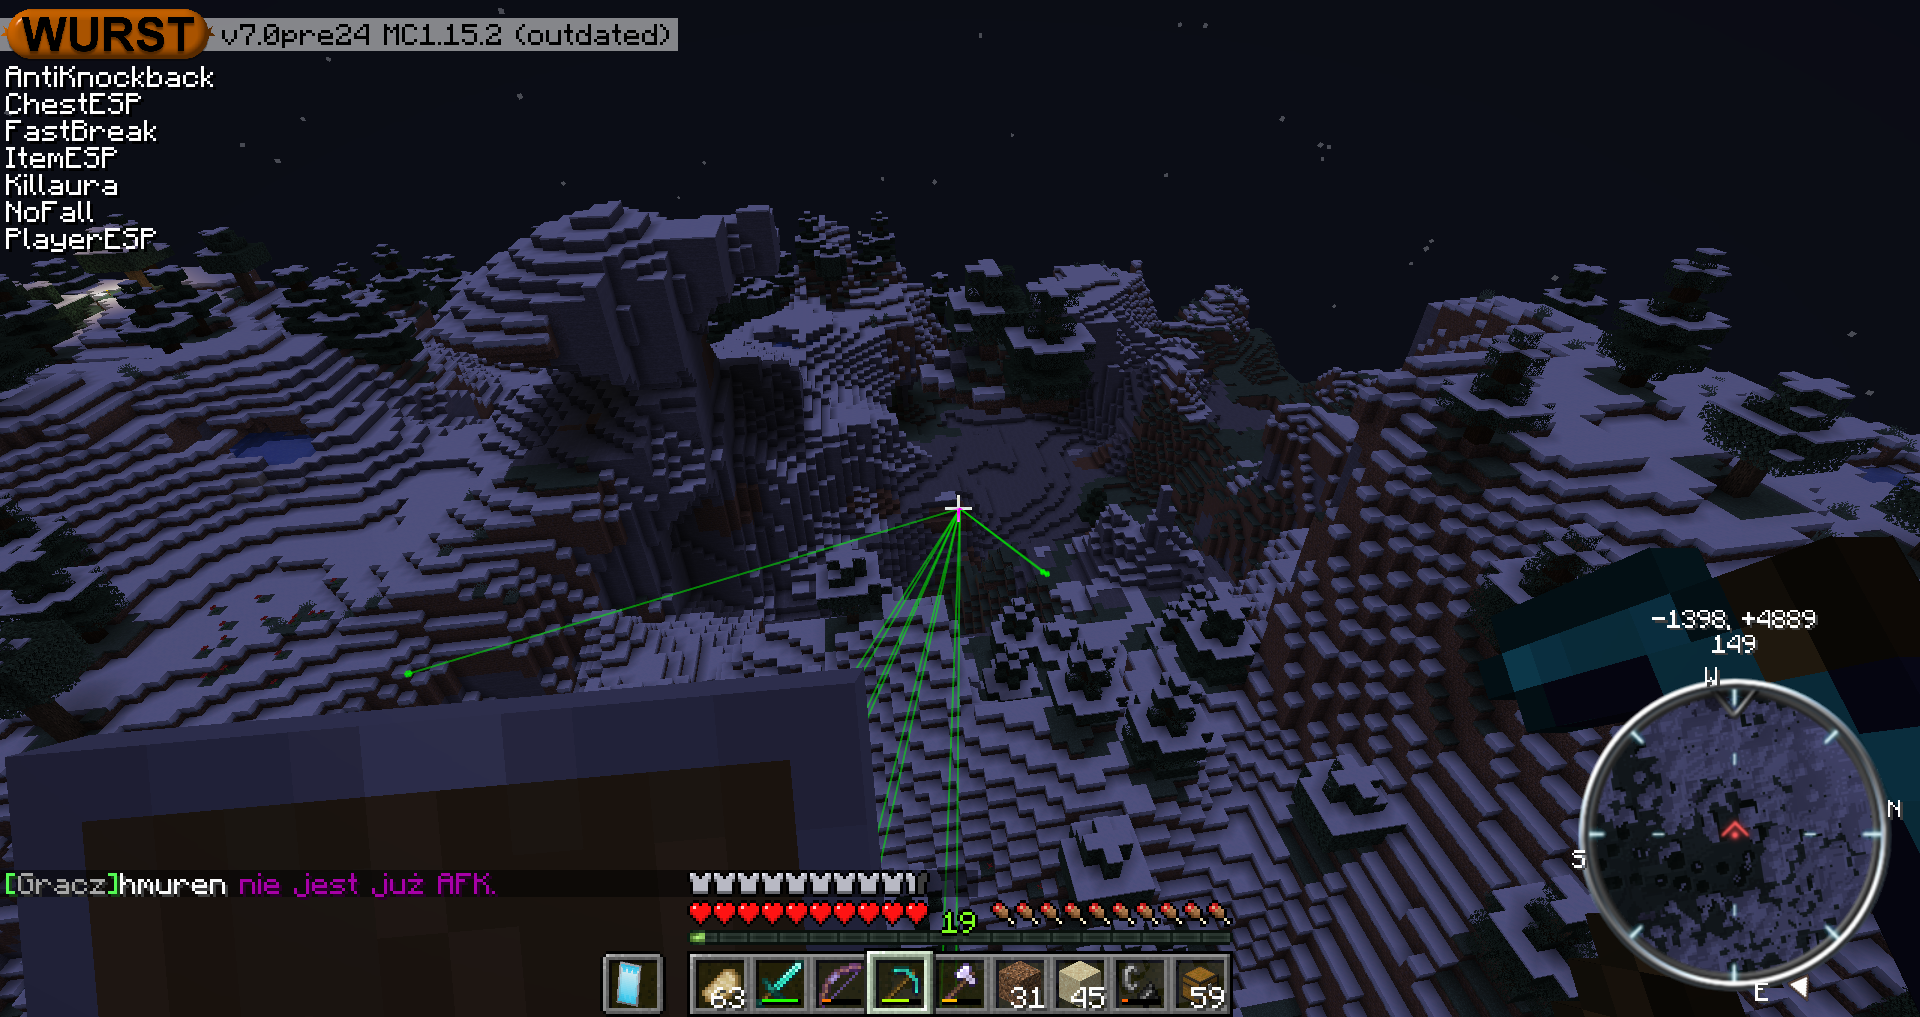 WURST v7.0pre24 MC1.15.2 (outdated)
AntiKnockback
ChestESP
FastBreak
ItemESP
Killaura
NoFall
PlayerESP
-1398, +4889
149
W
N
S
E
[Gracz]hmuren nie jest już AFK.
19
63
31
45
59